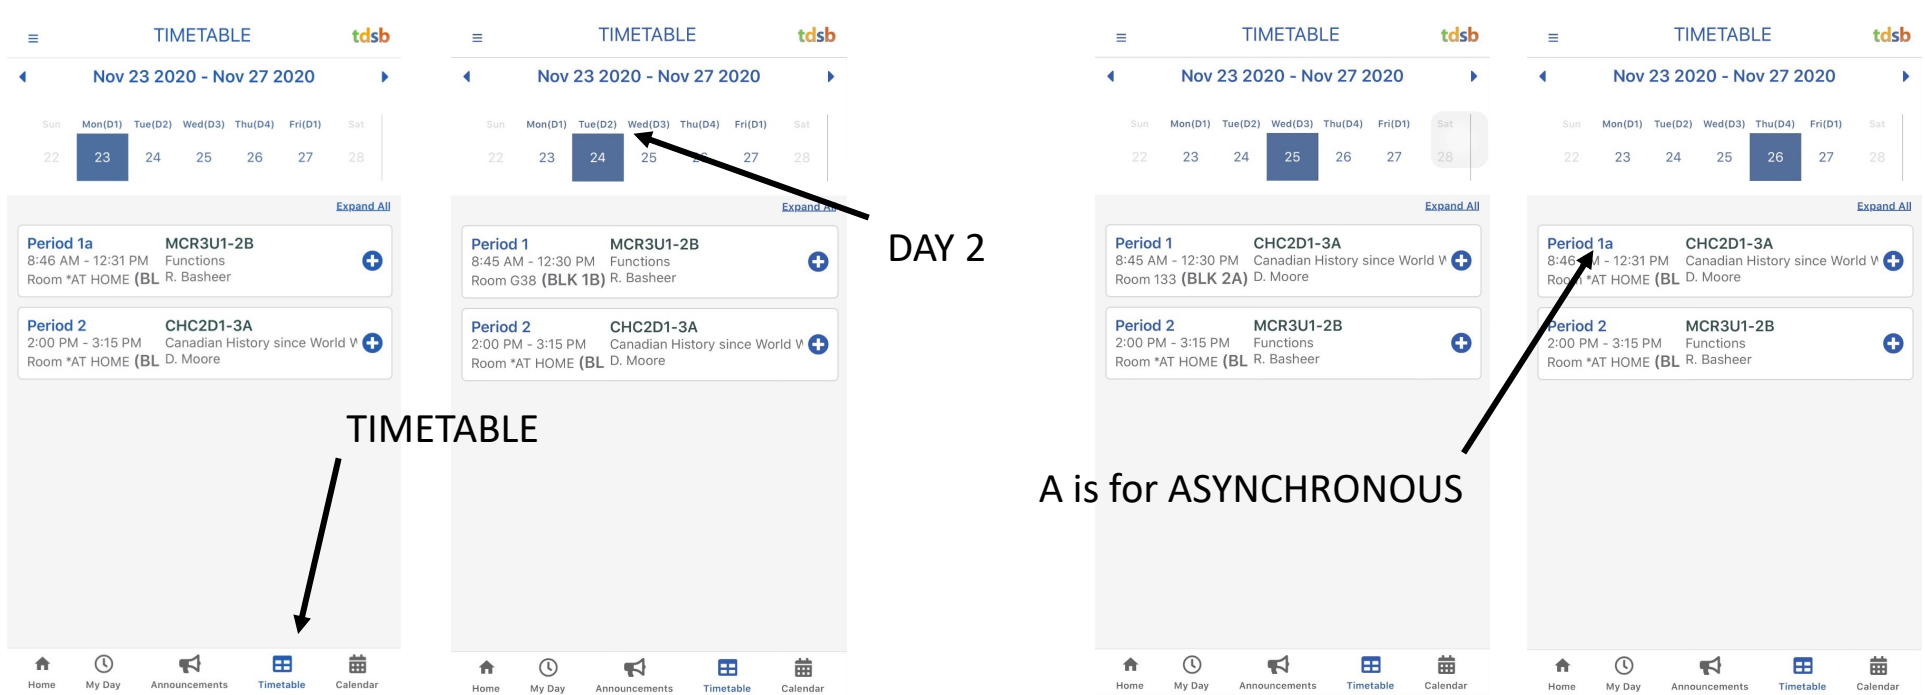 TIMETABLE
tdsb
Nov 23 2020 - Nov 27 2020
Sun Mon(D1) Tue(D2) Wed(D3) Thu(D4) Fri(D1) Sat
22 23 24 25 26 27 28
Expand All
Period 1a MCR3U1-2B
8:46 AM - 12:31 PM Functions
Room *AT HOME (BL R. Basheer
Period 2 CHC2D1-3A
2:00 PM - 3:15 PM Canadian History since World W
Room *AT HOME (BL D. Moore
Home My Day Announcements Timetable Calendar
TIMETABLE
TIMETABLE
tdsb
Nov 23 2020 - Nov 27 2020
Sun Mon(D1) Tue(D2) Wed(D3) Thu(D4) Fri(D1) Sat
22 23 24 25 26 27 28
Expand All
Period 1 MCR3U1-2B
8:45 AM - 12:30 PM Functions
Room G38 (BLK 1B) R. Basheer
Period 2 CHC2D1-3A
2:00 PM - 3:15 PM Canadian History since World W
Room *AT HOME (BL D. Moore
Home My Day Announcements Timetable Calendar
DAY 2
TIMETABLE
tdsb
Nov 23 2020 - Nov 27 2020
Sun Mon(D1) Tue(D2) Wed(D3) Thu(D4) Fri(D1) Sat
22 23 24 25 26 27 28
Expand All
Period 1 CHC2D1-3A
8:45 AM - 12:30 PM Canadian History since World W
Room 133 (BLK 2A) D. Moore
Period 2 MCR3U1-2B
2:00 PM - 3:15 PM Functions
Room *AT HOME (BL R. Basheer
Home My Day Announcements Timetable Calendar
A is for ASYNCHRONOUS
TIMETABLE
tdsb
Nov 23 2020 - Nov 27 2020
Sun Mon(D1) Tue(D2) Wed(D3) Thu(D4) Fri(D1) Sat
22 23 24 25 26 27 28
Expand All
Period 1a CHC2D1-3A
8:46 AM - 12:31 PM Canadian History since World W
Room *AT HOME (BL D. Moore
Period 2 MCR3U1-2B
2:00 PM - 3:15 PM Functions
Room *AT HOME (BL R. Basheer
Home My Day Announcements Timetable Calendar